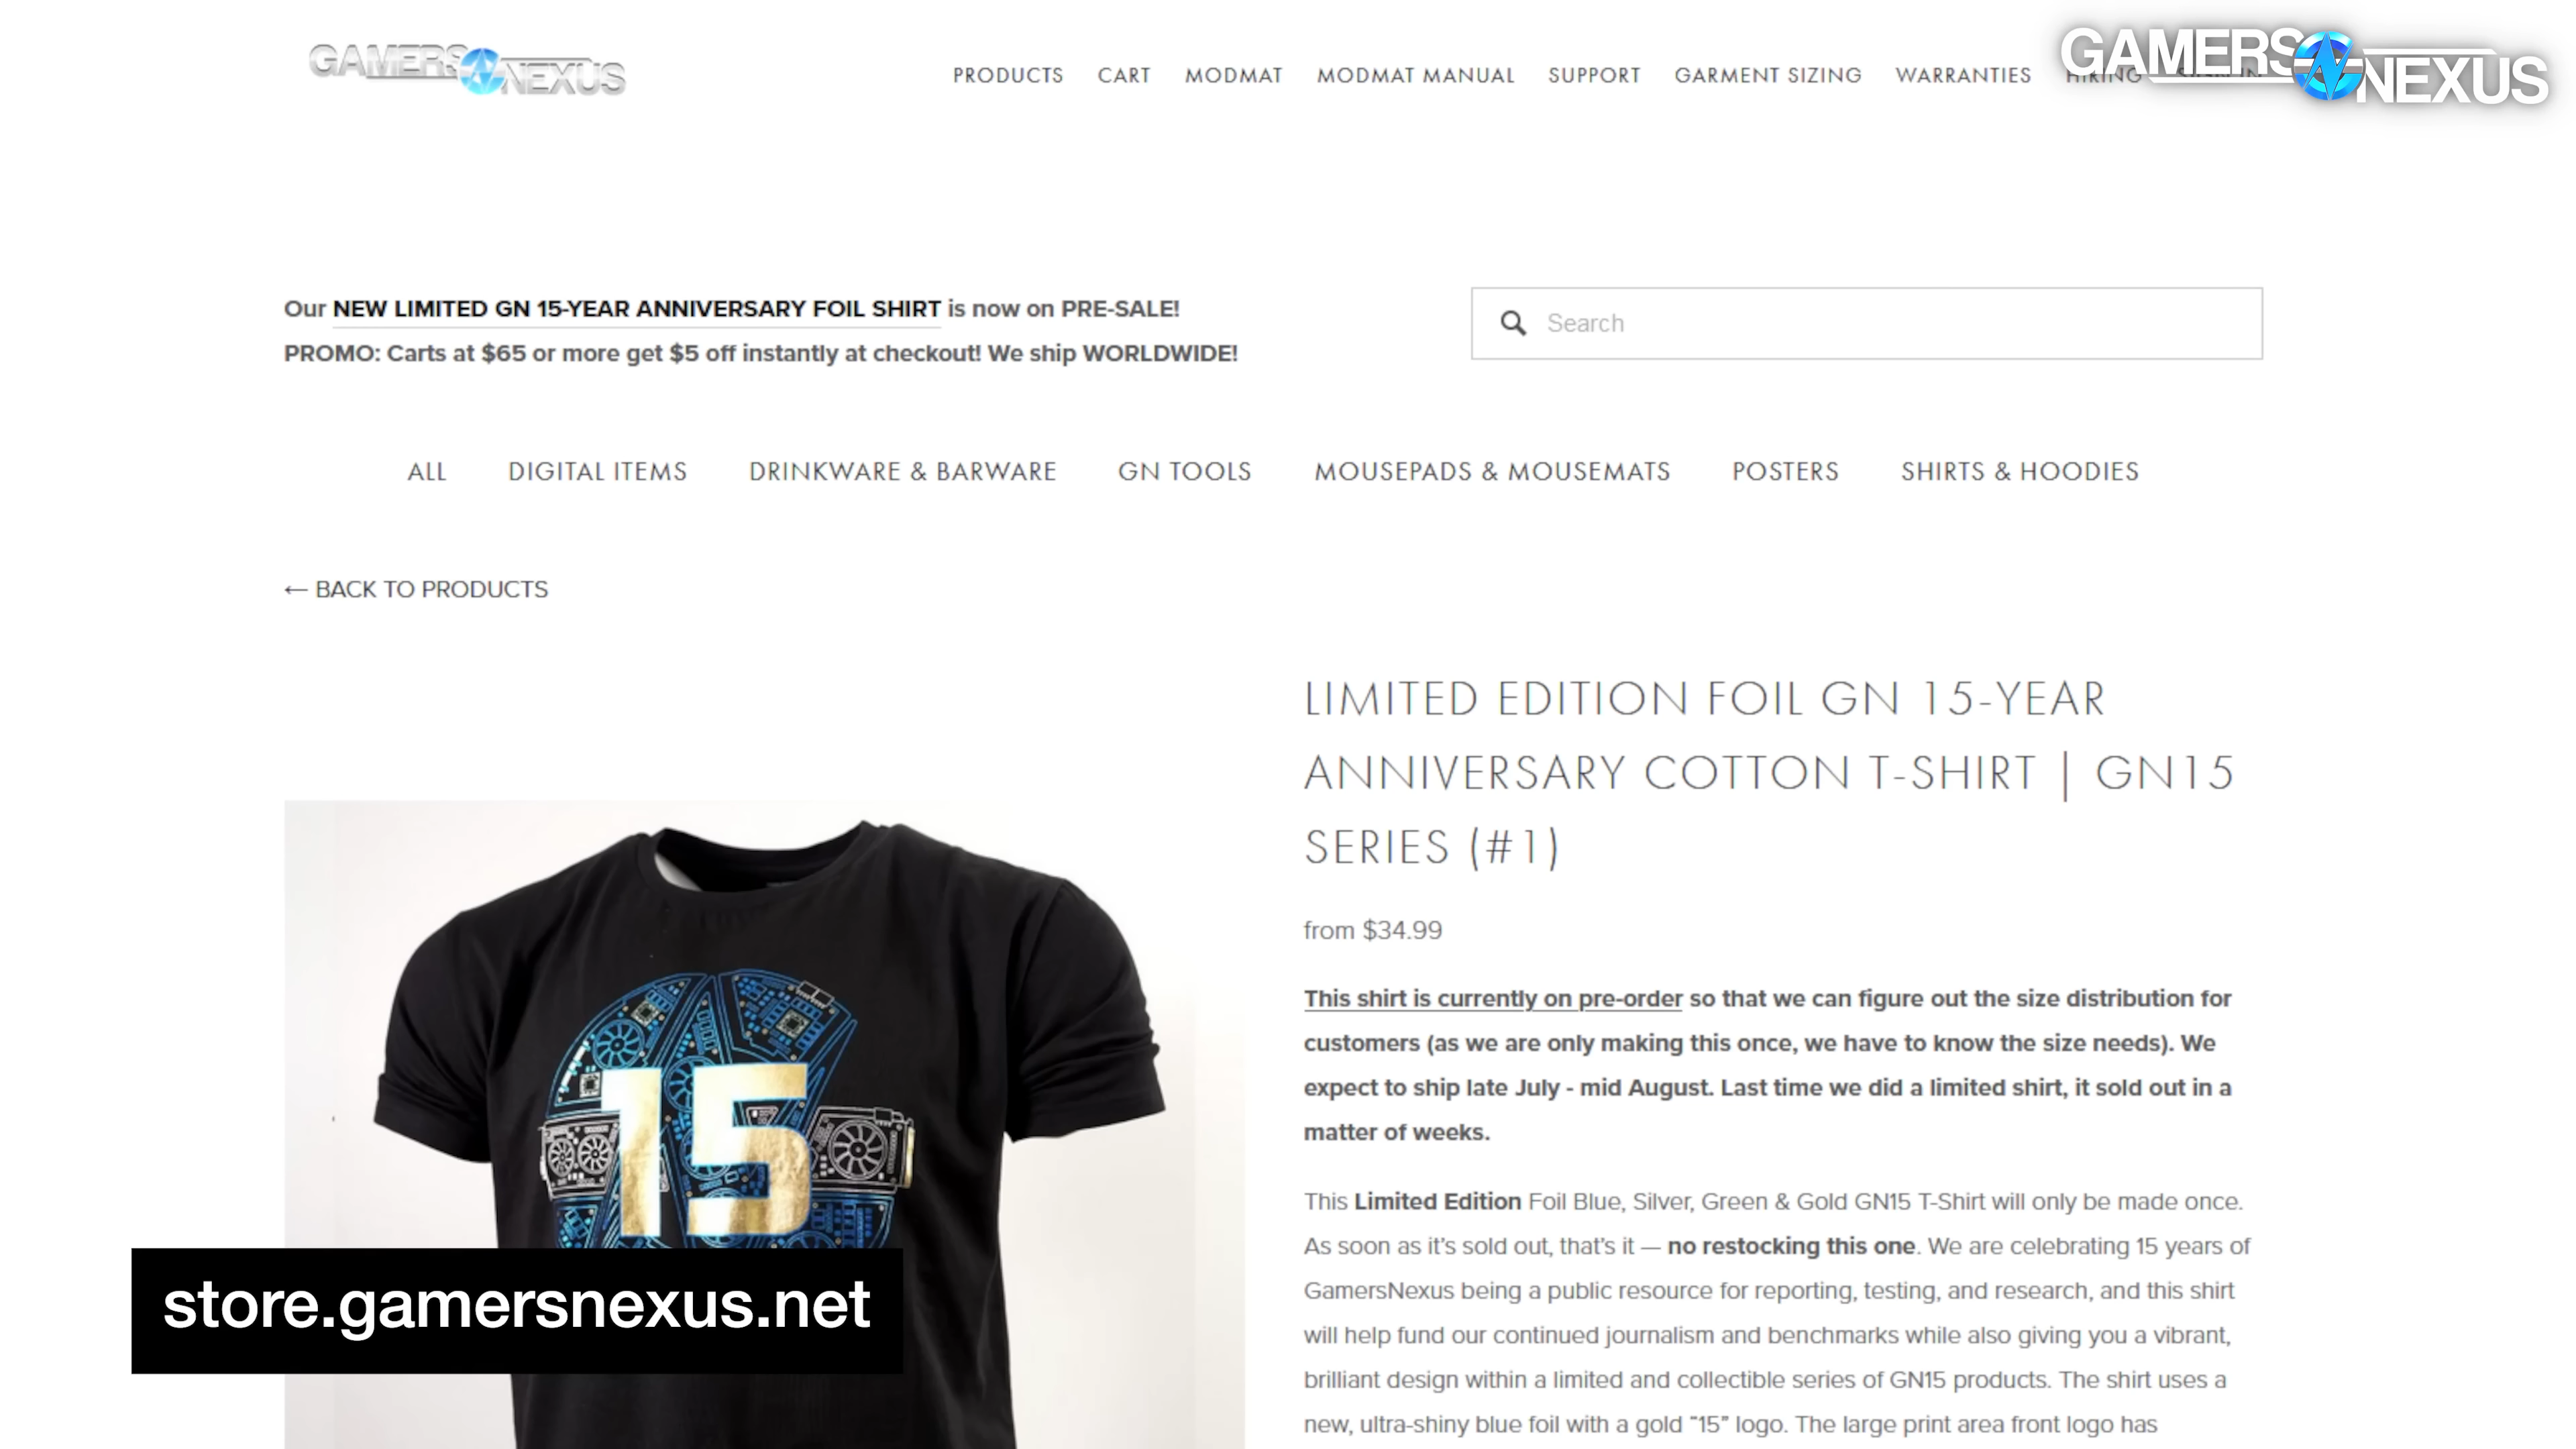 GAMERS NEXUS
PRODUCTS CART MODMAT MODMAT MANUAL SUPPORT GARMENT SIZING WARRANTIES HIRING
GAMERS NEXUS
Our NEW LIMITED GN 15-YEAR ANNIVERSARY FOIL SHIRT is now on PRE-SALE!
PROMO: Carts at $65 or more get $5 off instantly at checkout! We ship WORLDWIDE!
Search
ALL DIGITAL ITEMS DRINKWARE & BARWARE GN TOOLS MOUSEPADS & MOUSEMATS POSTERS SHIRTS & HOODIES
← BACK TO PRODUCTS
LIMITED EDITION FOIL GN 15-YEAR
ANNIVERSARY COTTON T-SHIRT | GN15
SERIES (#1)
from $34.99
This shirt is currently on pre-order so that we can figure out the size distribution for
customers (as we are only making this once, we have to know the size needs). We
expect to ship late July - mid August. Last time we did a limited shirt, it sold out in a
matter of weeks.
This Limited Edition Foil Blue, Silver, Green & Gold GN15 T-Shirt will only be made once.
As soon as it’s sold out, that’s it — no restocking this one. We are celebrating 15 years of
GamersNexus being a public resource for reporting, testing, and research, and this shirt
will help fund our continued journalism and benchmarks while also giving you a vibrant,
brilliant design within a limited and collectible series of GN15 products. The shirt uses a
new, ultra-shiny blue foil with a gold “15” logo. The large print area front logo has
15
store.gamersnexus.net